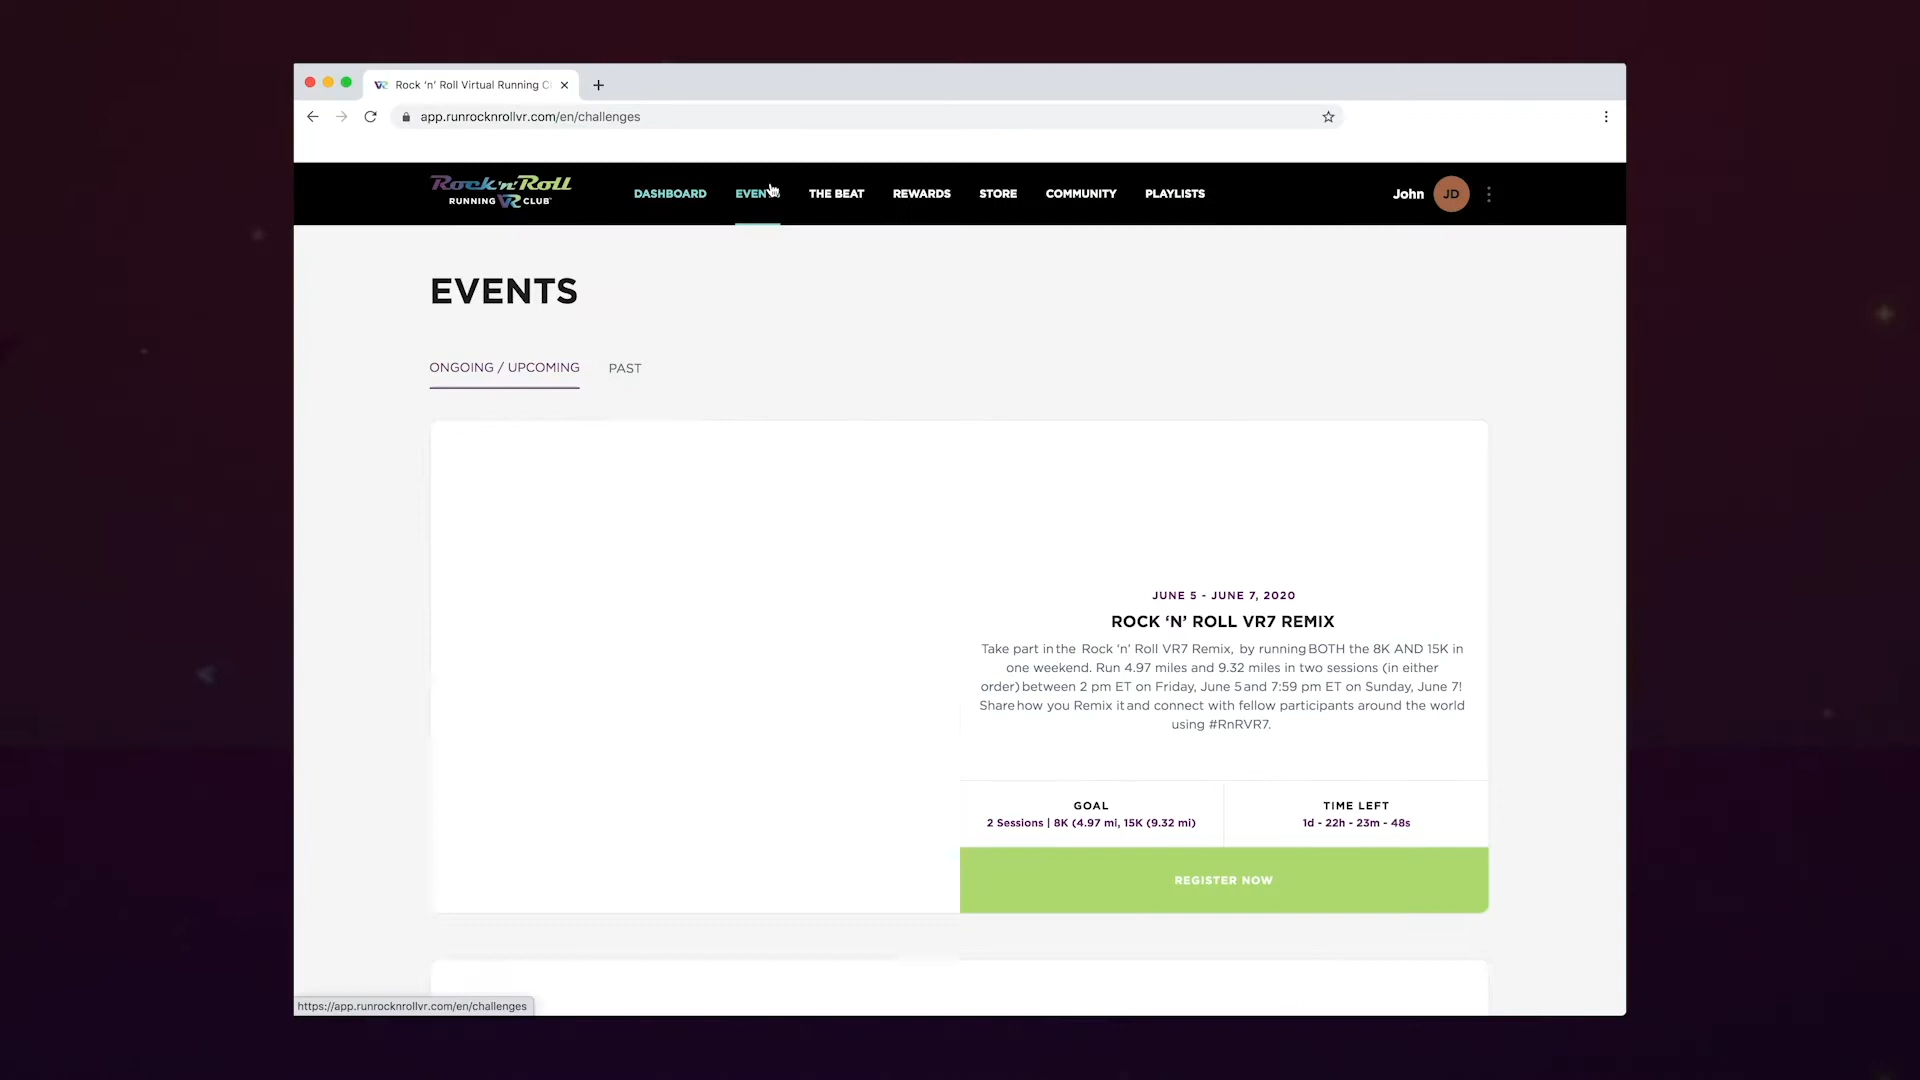 Rock 'n' Roll Virtual Running C
app.runrocknrollvr.com/en/challenges
Rock 'n' Roll
RUNNING VR CLUB
DASHBOARD EVENTS THE BEAT REWARDS STORE COMMUNITY PLAYLISTS
John JD
EVENTS
ONGOING / UPCOMING PAST
JUNE 5 - JUNE 7, 2020
ROCK ‘N’ ROLL VR7 REMIX
Take part in the Rock ‘n’ Roll VR7 Remix, by running BOTH the 8K AND 15K in
one weekend. Run 4.97 miles and 9.32 miles in two sessions (in either
order) between 2 pm ET on Friday, June 5 and 7:59 pm ET on Sunday, June 7!
Share how you Remix it and connect with fellow participants around the world
using #RnRVR7.
GOAL
2 Sessions | 8K (4.97 mi, 15K (9.32 mi)
TIME LEFT
1d - 22h - 23m - 48s
REGISTER NOW
https://app.runrocknrollvr.com/en/challenges